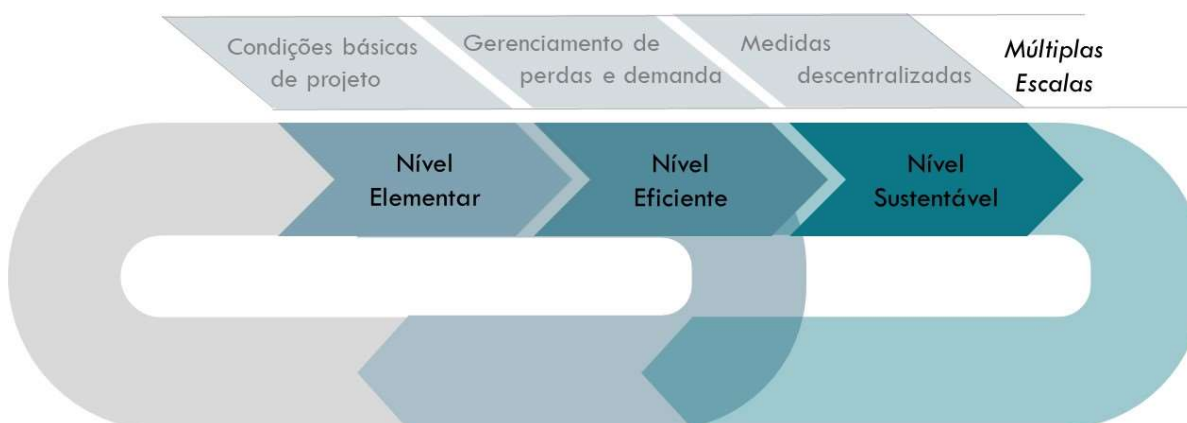 Condições básicas
de projeto
Gerenciamento de
perdas e demanda
Medidas
descentralizadas
Múltiplas
Escalas
Nível
Elementar
Nível
Eficiente
Nível
Sustentável